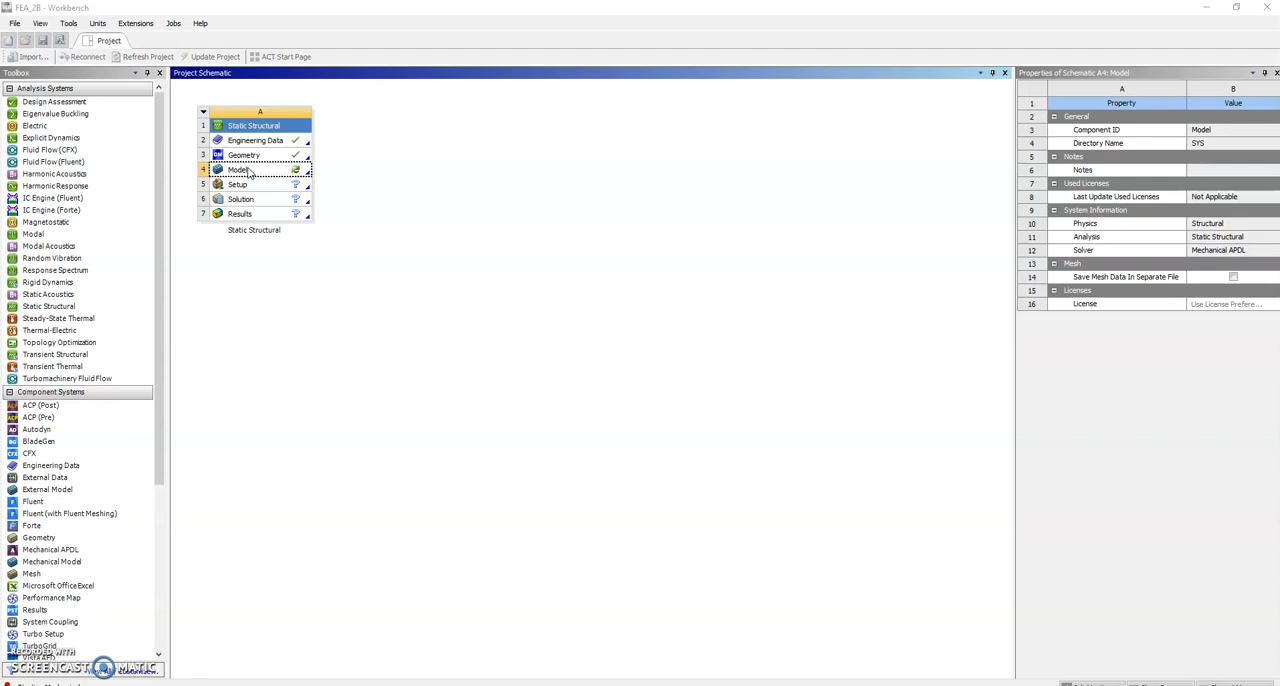 FEA_2B - Workbench
File View Tools Units Extensions Jobs Help
Project
Import... Reconnect Refresh Project Update Project ACT Start Page
Toolbox
Analysis Systems
Design Assessment
Eigenvalue Buckling
Electric
Explicit Dynamics
Fluid Flow (CFX)
Fluid Flow (Fluent)
Harmonic Acoustics
Harmonic Response
IC Engine (Fluent)
IC Engine (Forte)
Magnetostatic
Modal
Modal Acoustics
Random Vibration
Response Spectrum
Rigid Dynamics
Static Acoustics
Static Structural
Steady-State Thermal
Thermal-Electric
Topology Optimization
Transient Structural
Transient Thermal
Turbomachinery Fluid Flow
Component Systems
ACP (Post)
ACP (Pre)
Autodyn
BladeGen
CFX
Engineering Data
External Data
External Model
Fluent
Fluent (with Fluent Meshing)
Forte
Geometry
Mechanical APDL
Mechanical Model
Mesh
Microsoft Office Excel
Performance Map
Results
System Coupling
Turbo Setup
TurboGrid
RECORDED WITH
SCREENCAST MATIC
Project Schematic
A
1 Static Structural
2 Engineering Data
3 Geometry
4 Model
5 Setup
6 Solution
7 Results
Static Structural
Properties of Schematic A4: Model
A B
1 Property Value
2 General
3 Component ID Model
4 Directory Name SYS
5 Notes
6 Notes
7 Used Licenses
8 Last Update Used Licenses Not Applicable
9 System Information
10 Physics Structural
11 Analysis Static Structural
12 Solver Mechanical APDL
13 Mesh
14 Save Mesh Data In Separate File
15 Licenses
16 License Use License Prefere...